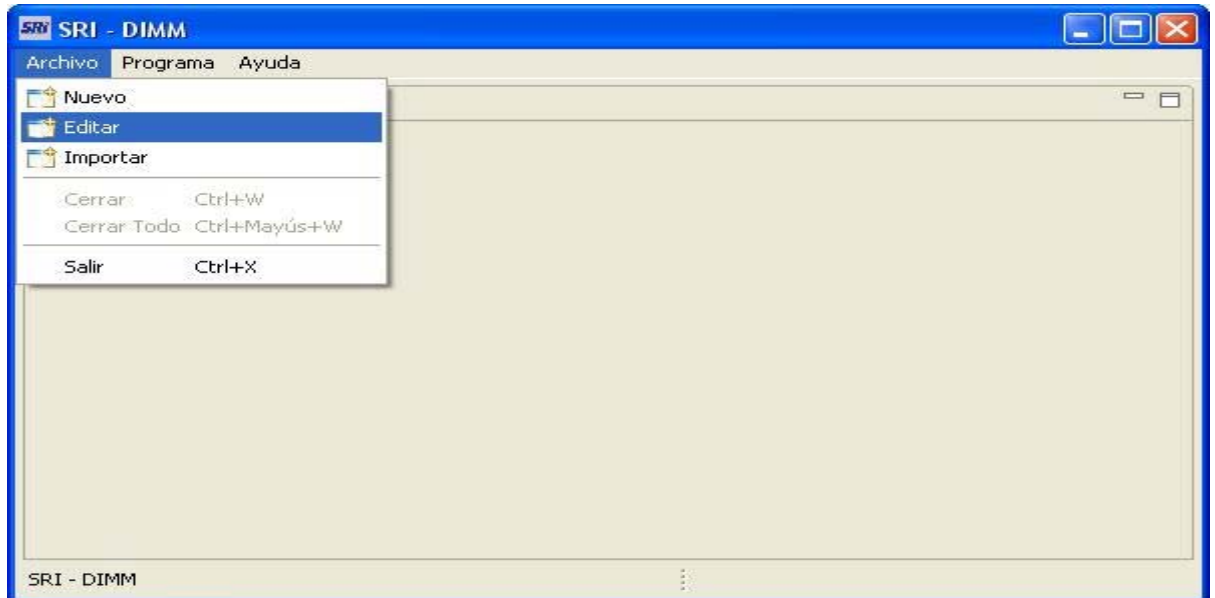 SRi SRI - DIMM
Archivo Programa Ayuda
Nuevo
Editar
Importar
Cerrar Ctrl+W
Cerrar Todo Ctrl+Mayús+W
Salir Ctrl+X
SRI - DIMM